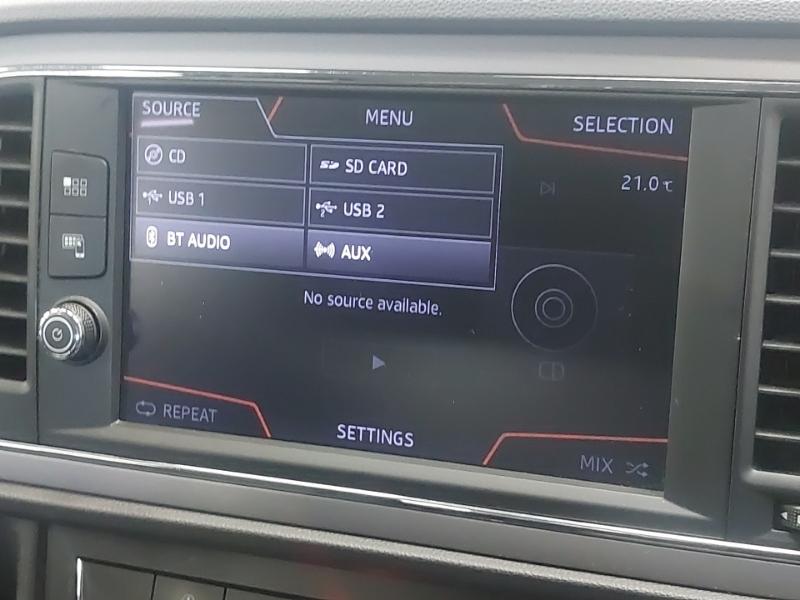 SOURCE
MENU
SELECTION
CD
SD CARD
21.0°C
USB 1
USB 2
BT AUDIO
AUX
No source available.
CD
REPEAT
SETTINGS
MIX